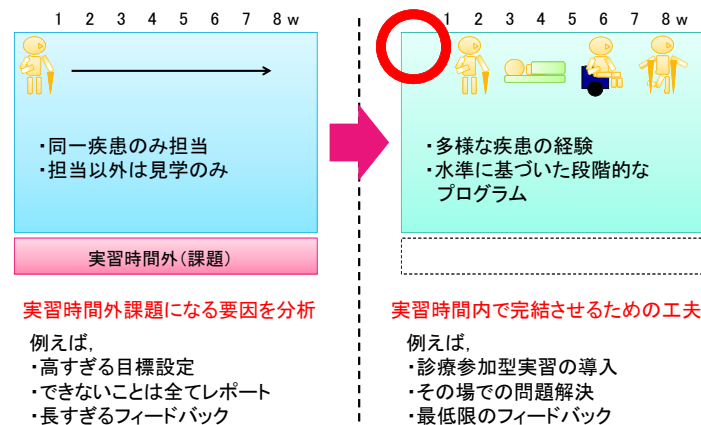 1 2 3 4 5 6 7 8 w
・同一疾患のみ担当
・担当以外は見学のみ
実習時間外（課題）
実習時間外課題になる要因を分析
例えば,
・高すぎる目標設定
・できないことは全てレポート
・長すぎるフィードバック
1 2 3 4 5 6 7 8 w
・多様な疾患の経験
・水準に基づいた段階的な
プログラム
実習時間内で完結させるための工夫
例えば,
・診療参加型実習の導入
・その場での問題解決
・最低限のフィードバック